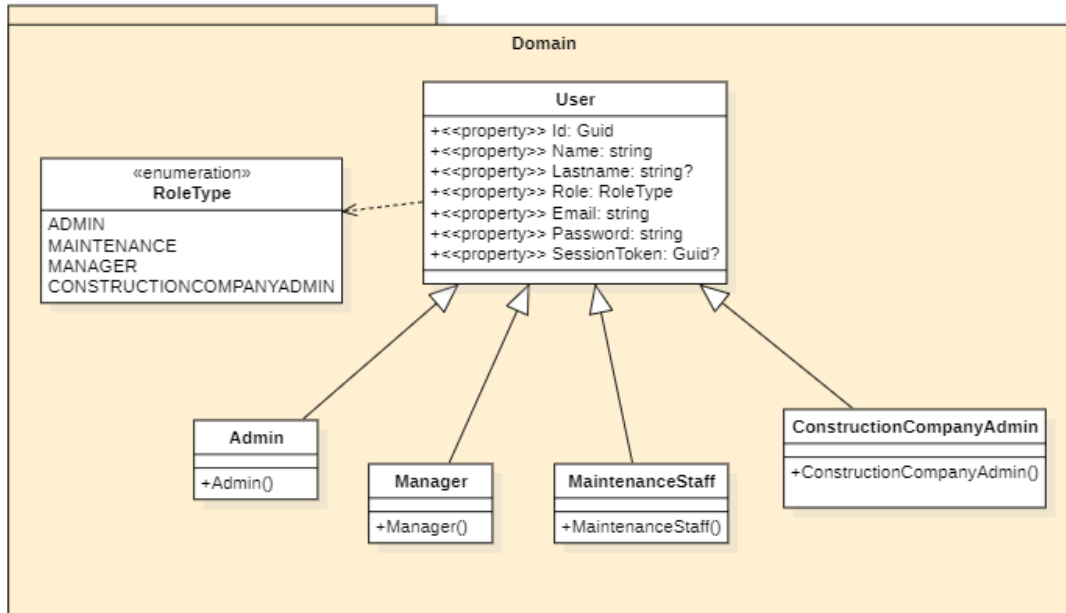 Domain
User
+<<property>> Id: Guid
+<<property>> Name: string
+<<property>> Lastname: string?
+<<property>> Role: RoleType
+<<property>> Email: string
+<<property>> Password: string
+<<property>> SessionToken: Guid?
«enumeration»
RoleType
ADMIN
MAINTENANCE
MANAGER
CONSTRUCTIONCOMPANYADMIN
Admin
+Admin()
Manager
+Manager()
MaintenanceStaff
+MaintenanceStaff()
ConstructionCompanyAdmin
+ConstructionCompanyAdmin()